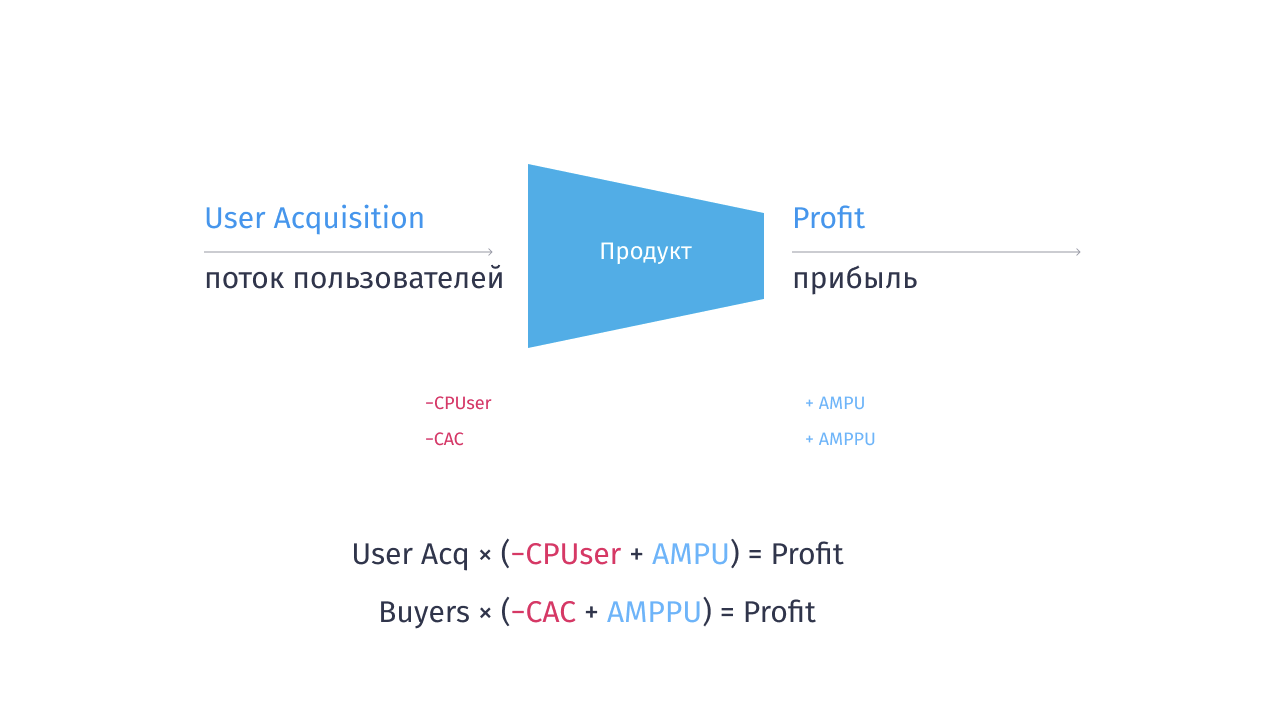 User Acquisition
поток пользователей
Продукт
Profit
прибыль
−CPUser
−CAC
+ AMPU
+ AMPPU
User Acq × (−CPUser + AMPU) = Profit
Buyers × (−CAC + AMPPU) = Profit